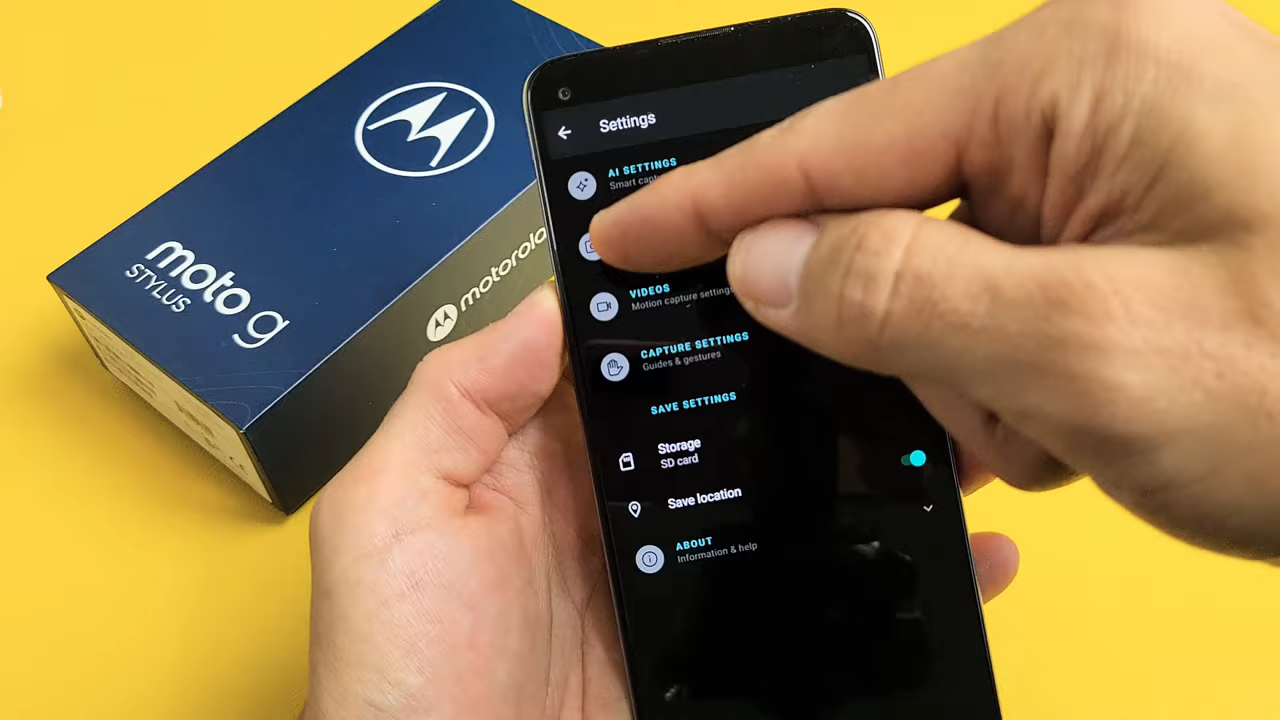 moto g
STYLUS
motorola
Settings
AI SETTINGS
Smart
VIDEOS
Motion capture settings
CAPTURE SETTINGS
Guides & gestures
SAVE SETTINGS
Storage
SD card
Save location
ABOUT
Information & help